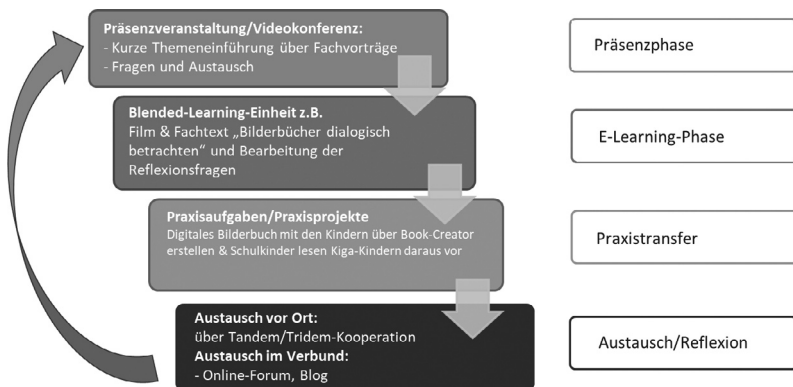 Präsenzveranstaltung/Videokonferenz:
- Kurze Themeneinführung über Fachvorträge
- Fragen und Austausch
Präsenzphase
Blended-Learning-Einheit z.B.
Film & Fachtext „Bilderbücher dialogisch
betrachten“ und Bearbeitung der
Reflexionsfragen
E-Learning-Phase
Praxisaufgaben/Praxisprojekte
Digitales Bilderbuch mit den Kindern über Book-Creator
erstellen & Schulkinder lesen Kiga-Kindern daraus vor
Praxistransfer
Austausch vor Ort:
über Tandem/Tridem-Kooperation
Austausch im Verbund:
- Online-Forum, Blog
Austausch/Reflexion